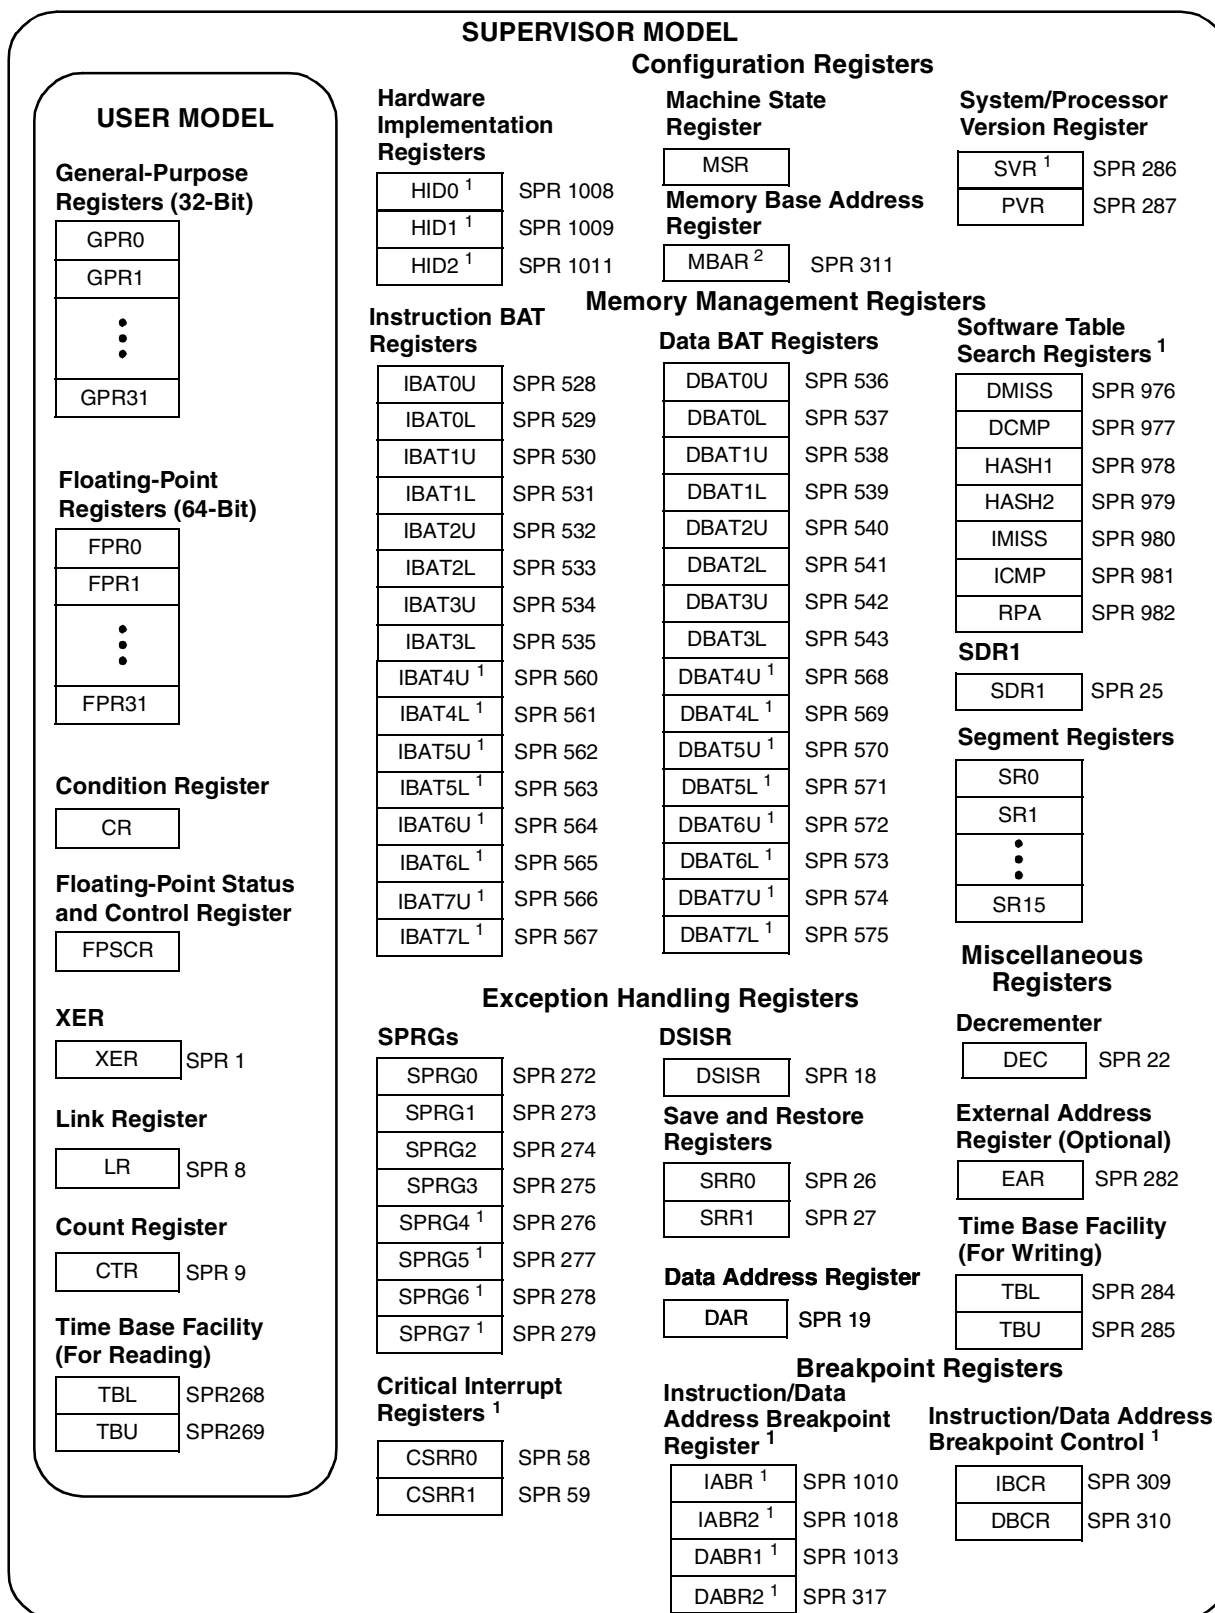 SUPERVISOR MODEL
Configuration Registers
USER MODEL
General-Purpose
Registers (32-Bit)
GPR0
GPR1
GPR31
Floating-Point
Registers (64-Bit)
FPR0
FPR1
FPR31
Condition Register
CR
Floating-Point Status
and Control Register
FPSCR
XER
XER SPR 1
Link Register
LR SPR 8
Count Register
CTR SPR 9
Time Base Facility
(For Reading)
TBL SPR268
TBU SPR269
Hardware
Implementation
Registers
HID0 1 SPR 1008
HID1 1 SPR 1009
HID2 1 SPR 1011
Machine State
Register
MSR
Memory Base Address
Register
MBAR 2 SPR 311
System/Processor
Version Register
SVR 1 SPR 286
PVR SPR 287
Memory Management Registers
Instruction BAT
Registers
IBAT0U SPR 528
IBAT0L SPR 529
IBAT1U SPR 530
IBAT1L SPR 531
IBAT2U SPR 532
IBAT2L SPR 533
IBAT3U SPR 534
IBAT3L SPR 535
IBAT4U 1 SPR 560
IBAT4L 1 SPR 561
IBAT5U 1 SPR 562
IBAT5L 1 SPR 563
IBAT6U 1 SPR 564
IBAT6L 1 SPR 565
IBAT7U 1 SPR 566
IBAT7L 1 SPR 567
Data BAT Registers
DBAT0U SPR 536
DBAT0L SPR 537
DBAT1U SPR 538
DBAT1L SPR 539
DBAT2U SPR 540
DBAT2L SPR 541
DBAT3U SPR 542
DBAT3L SPR 543
DBAT4U 1 SPR 568
DBAT4L 1 SPR 569
DBAT5U 1 SPR 570
DBAT5L 1 SPR 571
DBAT6U 1 SPR 572
DBAT6L 1 SPR 573
DBAT7U 1 SPR 574
DBAT7L 1 SPR 575
Software Table
Search Registers 1
DMISS SPR 976
DCMP SPR 977
HASH1 SPR 978
HASH2 SPR 979
IMISS SPR 980
ICMP SPR 981
RPA SPR 982
SDR1
SDR1 SPR 25
Segment Registers
SR0
SR1
SR15
Exception Handling Registers
SPRGs
SPRG0 SPR 272
SPRG1 SPR 273
SPRG2 SPR 274
SPRG3 SPR 275
SPRG4 1 SPR 276
SPRG5 1 SPR 277
SPRG6 1 SPR 278
SPRG7 1 SPR 279
Critical Interrupt
Registers 1
CSRR0 SPR 58
CSRR1 SPR 59
DSISR
DSISR SPR 18
Save and Restore
Registers
SRR0 SPR 26
SRR1 SPR 27
Data Address Register
DAR SPR 19
Miscellaneous
Registers
Decrementer
DEC SPR 22
External Address
Register (Optional)
EAR SPR 282
Time Base Facility
(For Writing)
TBL SPR 284
TBU SPR 285
Breakpoint Registers
Instruction/Data
Address Breakpoint
Register 1
IABR 1 SPR 1010
IABR2 1 SPR 1018
DABR1 1 SPR 1013
DABR2 1 SPR 317
Instruction/Data Address
Breakpoint Control 1
IBCR SPR 309
DBCR SPR 310